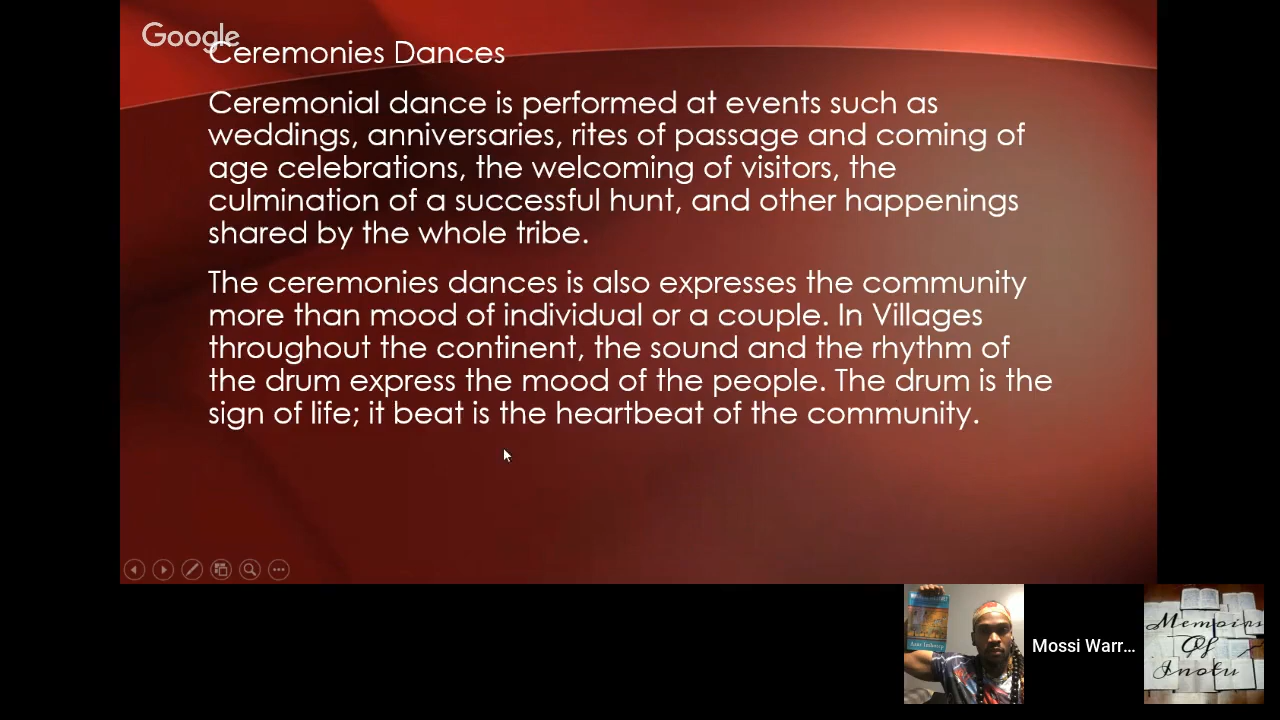 Google
Ceremonies Dances
Ceremonial dance is performed at events such as
weddings, anniversaries, rites of passage and coming of
age celebrations, the welcoming of visitors, the
culmination of a successful hunt, and other happenings
shared by the whole tribe.
The ceremonies dances is also expresses the community
more than mood of individual or a couple. In Villages
throughout the continent, the sound and the rhythm of
the drum express the mood of the people. The drum is the
sign of life; it beat is the heartbeat of the community.
Mossi Warr...
Memoirs
Of
Inotu